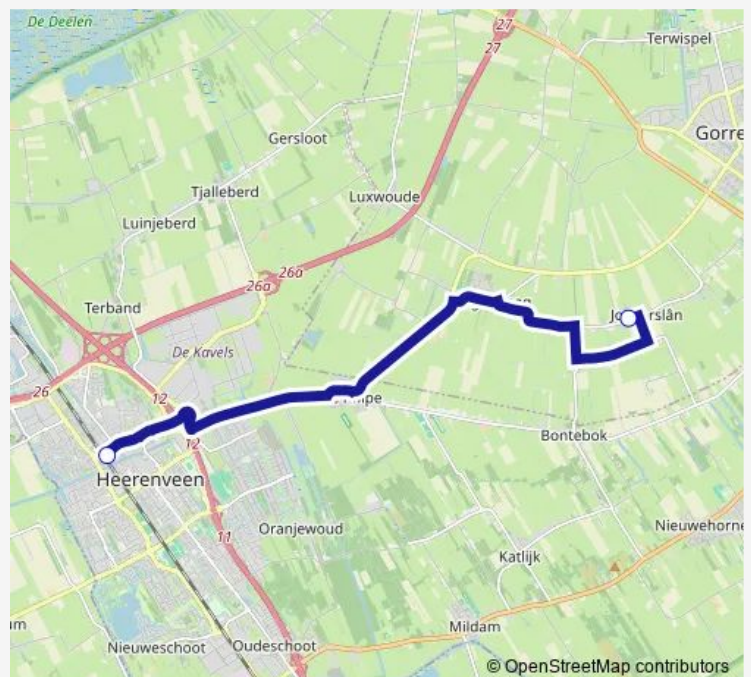 De Deelen
27
27
Terwispel
Gorre
Gersloot
Tjalleberd
Luxwoude
Luinjeberd
26a
26a
Terband
De Kavels
26
12
12
Bontebok
Heerenveen
11
Oranjewoud
Nieuwehorne
Katlijk
Mildam
um
Nieuweschoot
Oudeschoot
© OpenStreetMap contributors